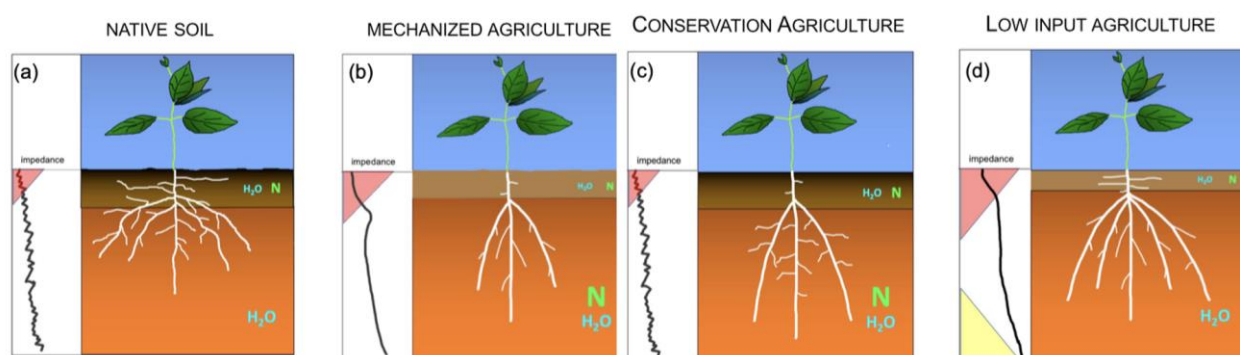 NATIVE SOIL
MECHANIZED AGRICULTURE
CONSERVATION AGRICULTURE
LOW INPUT AGRICULTURE
(a)
impedance
H₂O N
H₂O
(b)
impedance
H₂O N
N
H₂O
(c)
impedance
H₂O N
N
H₂O
(d)
impedance
H₂O N